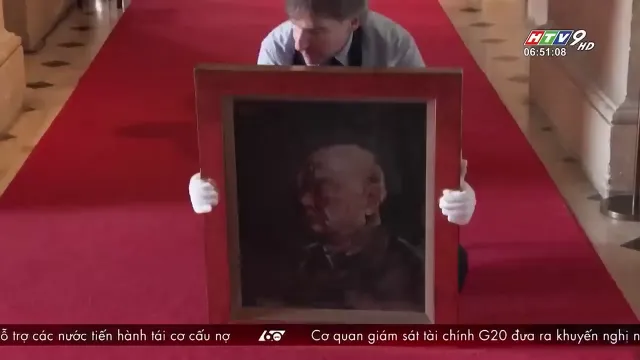 HTV9 HD
06:51:08
ỗ trợ các nước tiến hành tái cơ cấu nợ 60 Cơ quan giám sát tài chính G20 đưa ra khuyến nghị n